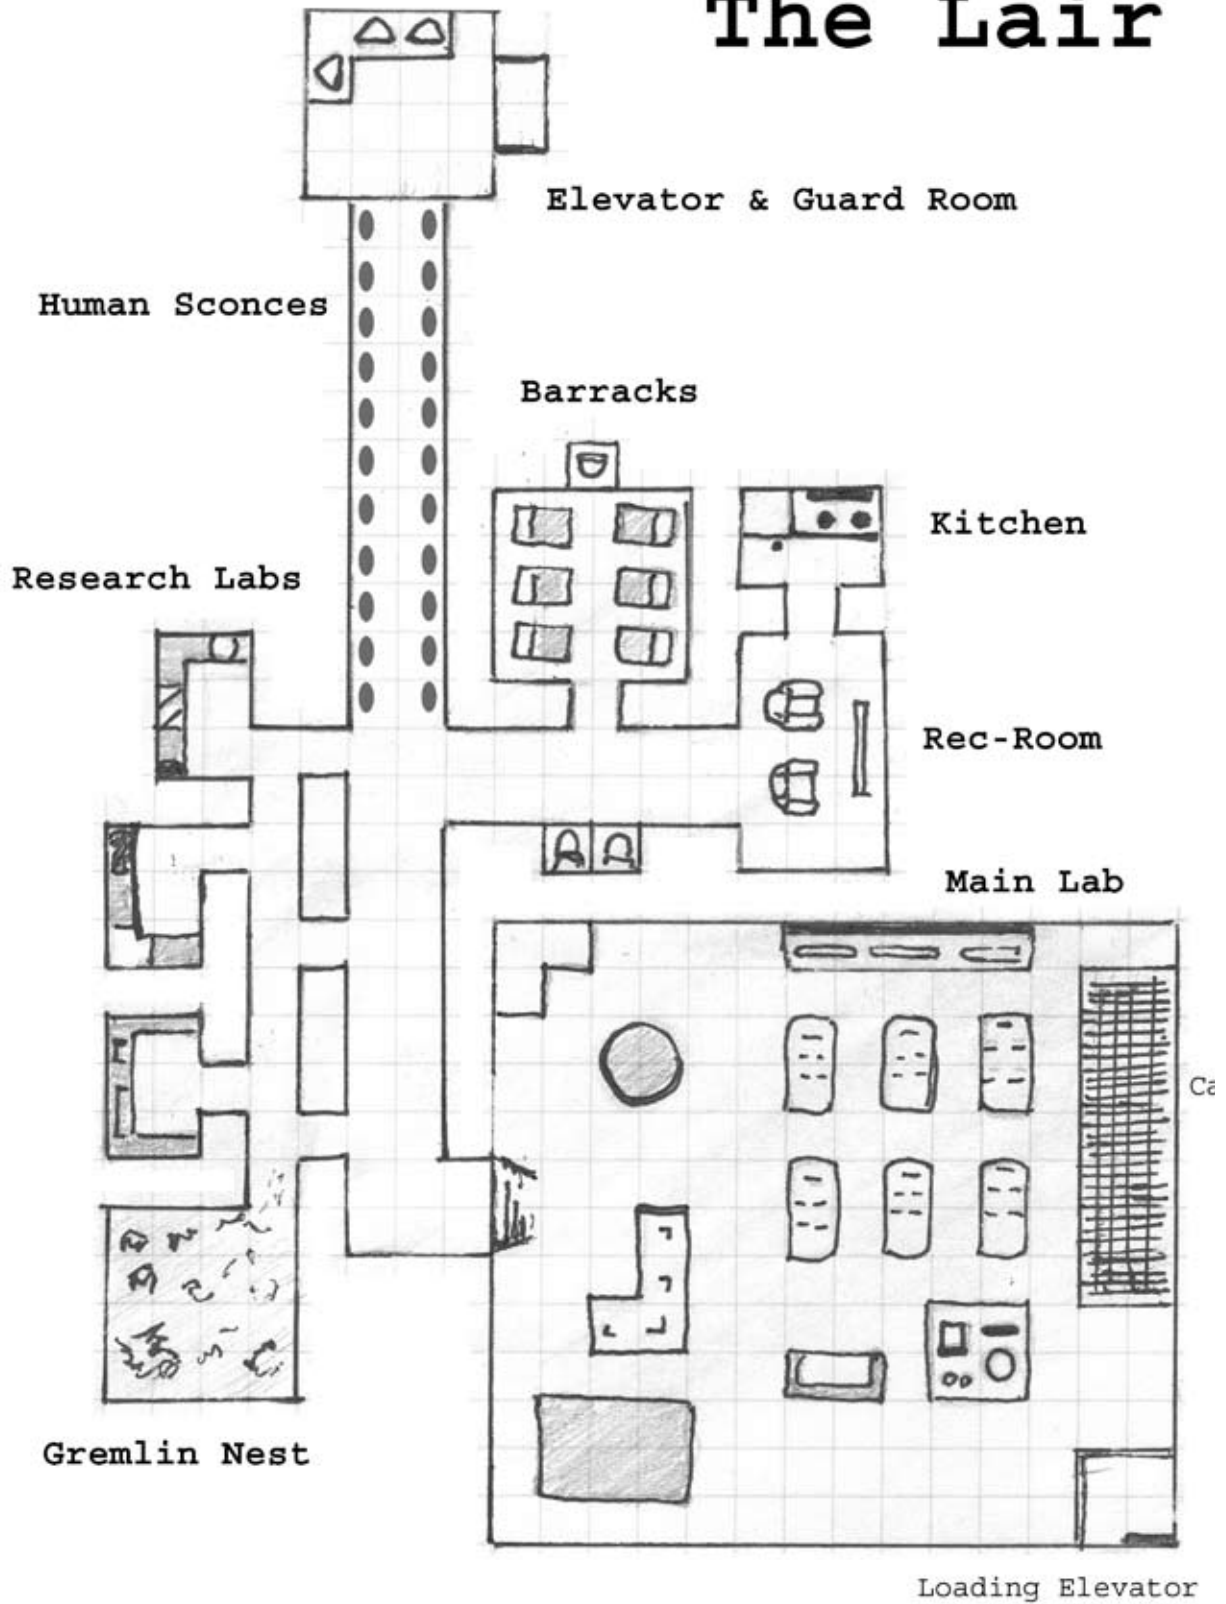 The Lair
Elevator & Guard Room
Human Sconces
Barracks
Kitchen
Research Labs
Rec-Room
Main Lab
Gremlin Nest
Loading Elevator